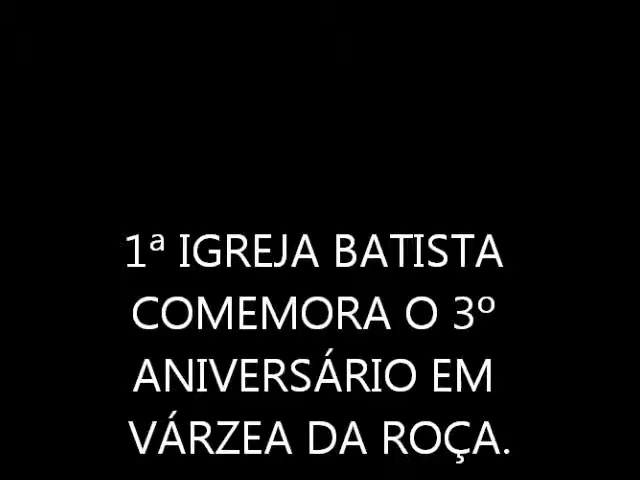 1ª IGREJA BATISTA
COMEMORA O 3º
ANIVERSÁRIO EM
VÁRZEA DA ROÇA.